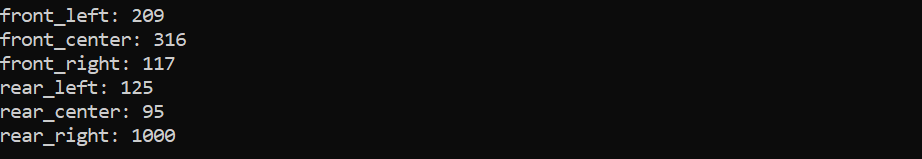 front_left: 209
front_center: 316
front_right: 117
rear_left: 125
rear_center: 95
rear_right: 1000